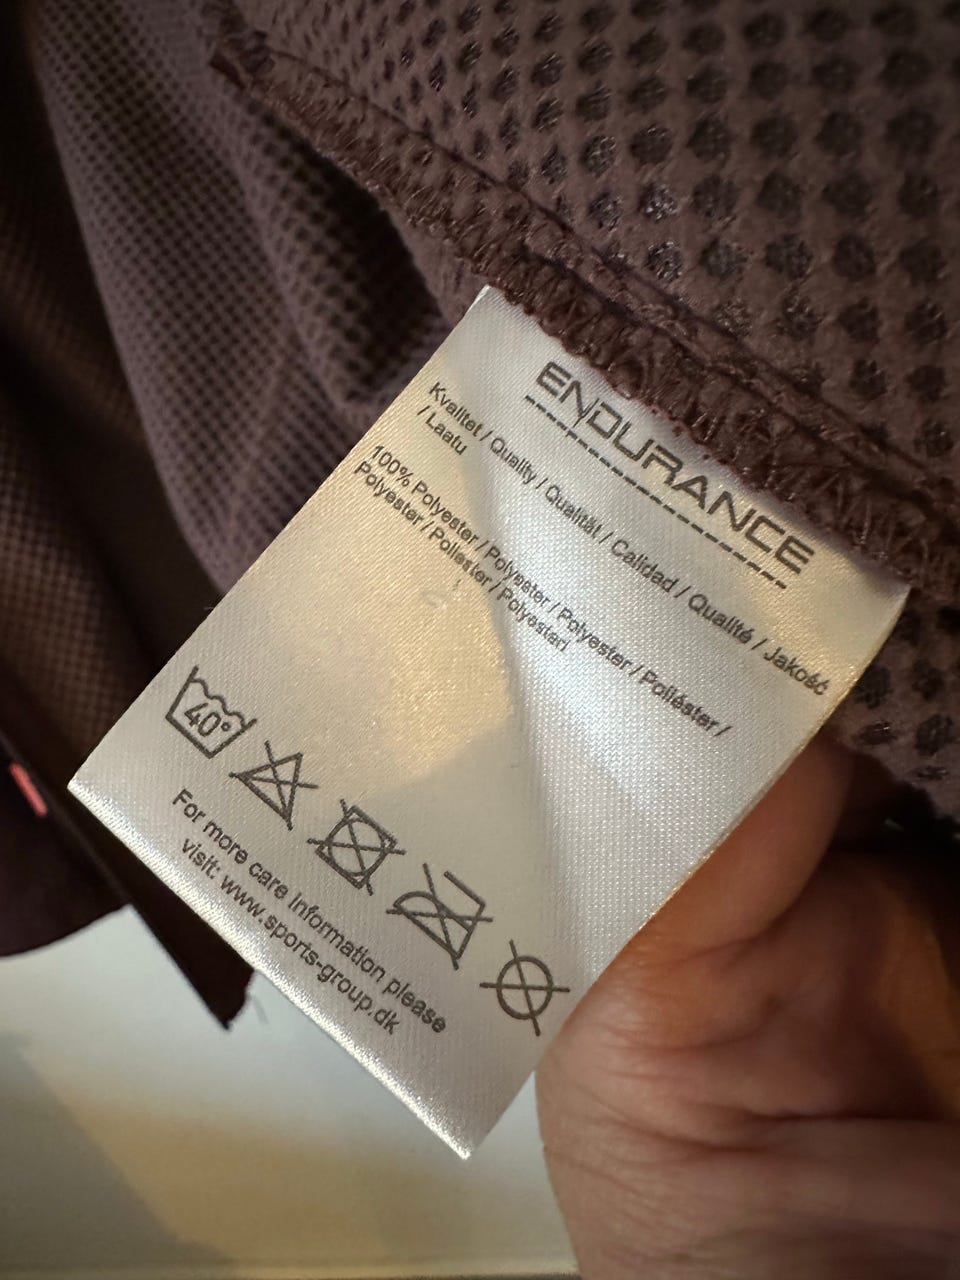 ENDURANCE
Kvalitet / Quality / Qualität / Calidad / Qualité / Jakość
/ Laatu
100% Polyester / Polyester / Polyester / Poliéster /
Polyester / Poliester / Polyesteri
40°
For more care information please
visit: www.sports-group.dk